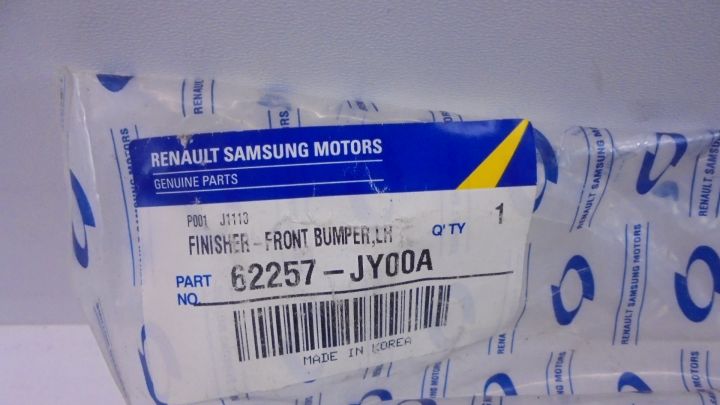 RENAULT SAMSUNG MOTORS
GENUINE PARTS
P001 J1113
FINISHER-FRONT BUMPER,LH
Q'TY 1
PART NO. 62257-JY00A
MADE IN KOREA
RENAULT SAMSUNG MOTORS
RENAULT SAMSUNG MOTORS